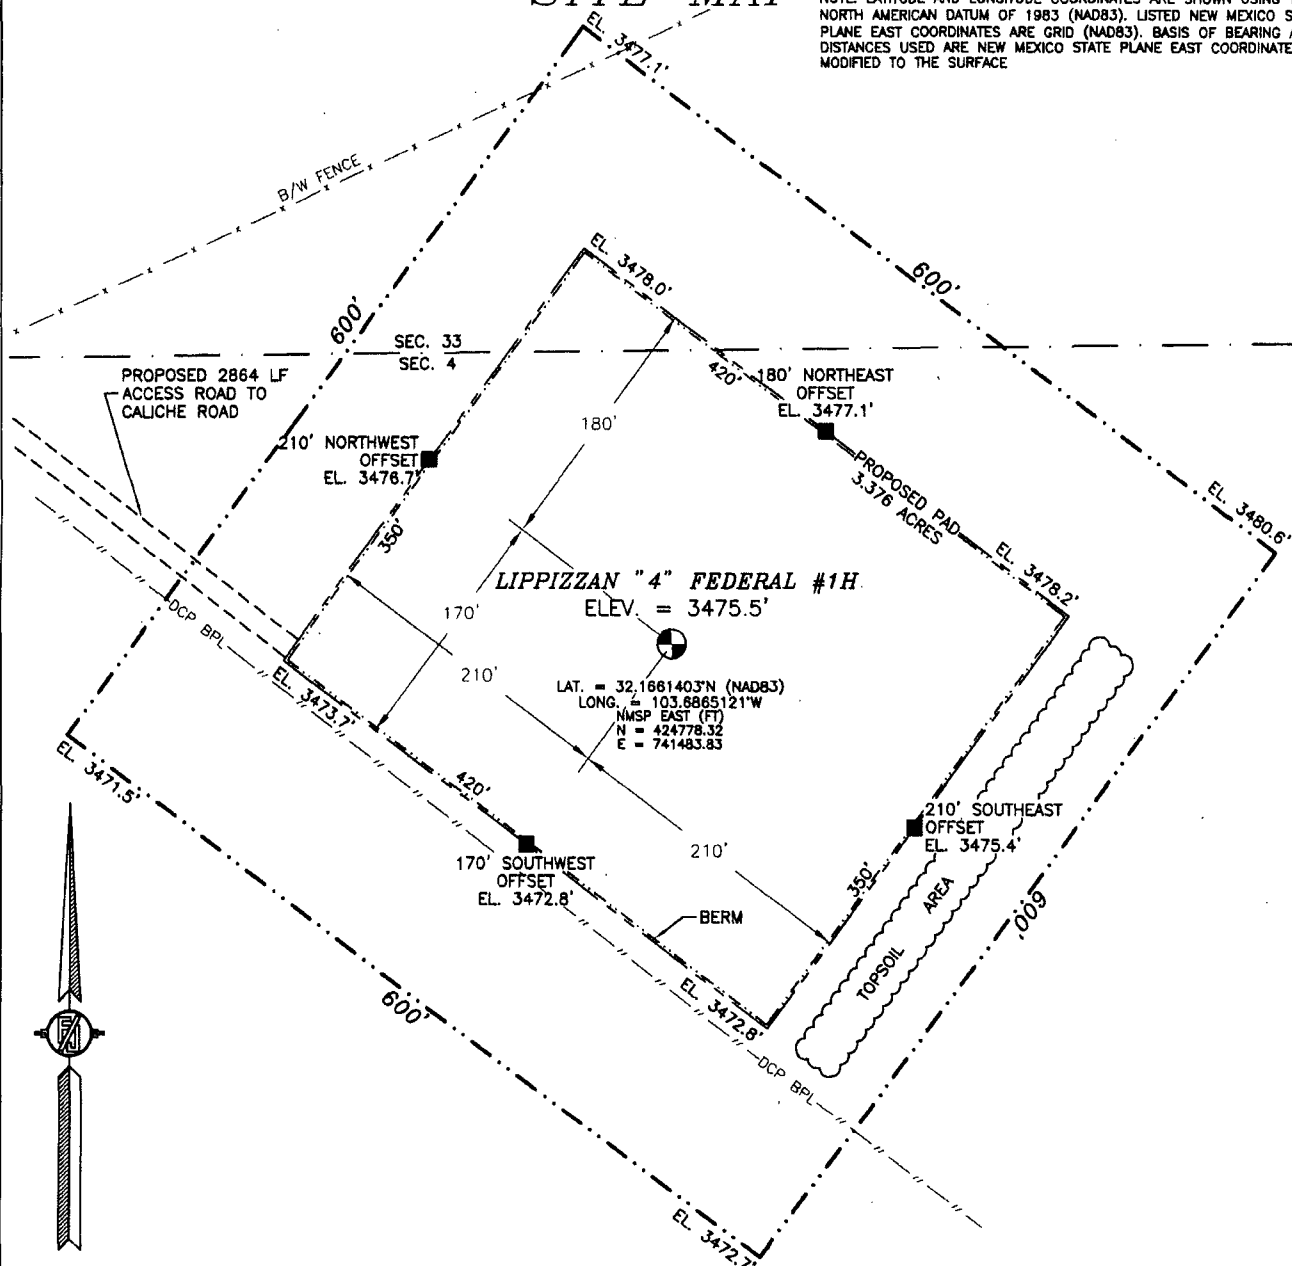 SITE MAP
NORTH AMERICAN DATUM OF 1983 (NAD83). LISTED NEW MEXICO S
PLANE EAST COORDINATES ARE GRID (NAD83). BASIS OF BEARING
DISTANCES USED ARE NEW MEXICO STATE PLANE EAST COORDINATE
MODIFIED TO THE SURFACE
EL. 3477.1'
B/W FENCE
EL. 3478.0'
600'
600'
SEC. 33
SEC. 4
PROPOSED 2864 LF
ACCESS ROAD TO
CALICHE ROAD
420'
180' NORTHEAST
OFFSET
EL. 3477.1'
180'
210' NORTHWEST
OFFSET
EL. 3476.7'
PROPOSED PAD
3.376 ACRES
EL. 3480.6'
350'
EL. 3478.2'
LIPPIZZAN "4" FEDERAL #1H
ELEV. = 3475.5'
DCP BPL
170'
210'
EL. 3473.7'
LAT. = 32.1661403°N (NAD83)
LONG. = 103.6865121°W
NMSP EAST (FT)
N = 424778.32
E = 741483.83
EL. 3471.5'
420'
210' SOUTHEAST
OFFSET
EL. 3475.4'
210'
170' SOUTHWEST
OFFSET
EL. 3472.8'
350'
AREA
TOPSOIL
600'
BERM
EL. 3472.8'
600'
DCP BPL
EL. 3472.7'